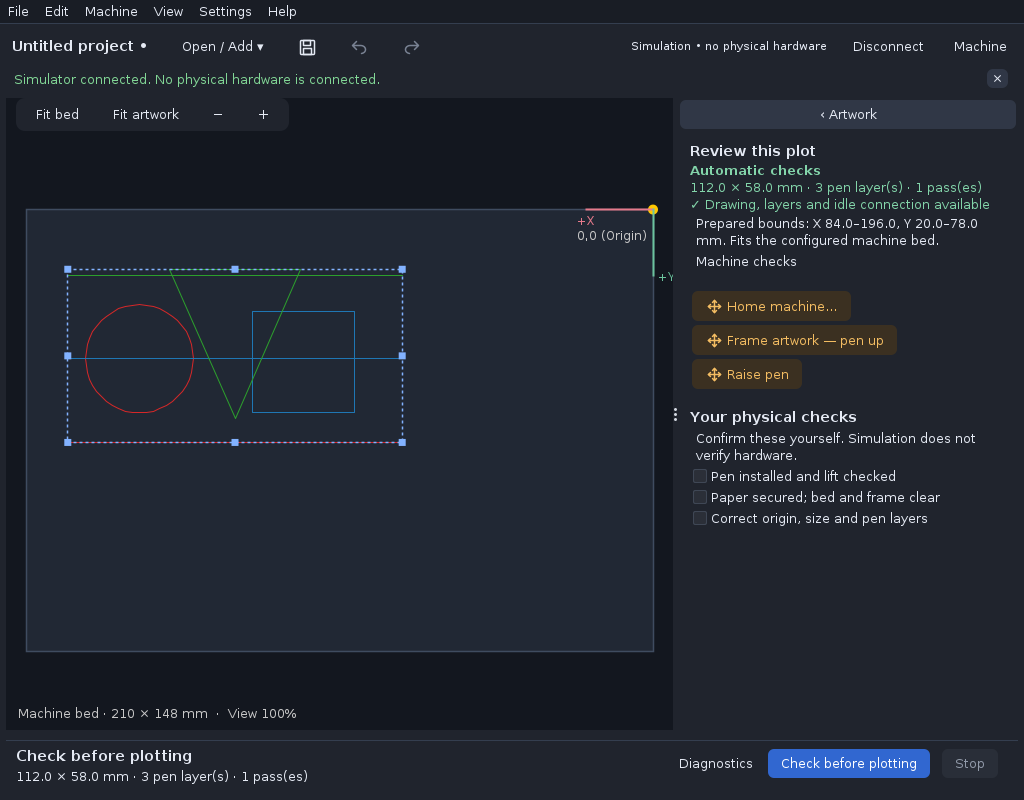 File Edit Machine View Settings Help
Untitled project • Open / Add ▾ Simulation • no physical hardware Disconnect Machine
Simulator connected. No physical hardware is connected. ✕
Fit bed Fit artwork − +
‹ Artwork
Review this plot
Automatic checks
112.0 × 58.0 mm · 3 pen layer(s) · 1 pass(es)
✓ Drawing, layers and idle connection available
Prepared bounds: X 84.0–196.0, Y 20.0–78.0
mm. Fits the configured machine bed.
Machine checks
Home machine...
Frame artwork — pen up
Raise pen
Your physical checks
Confirm these yourself. Simulation does not
verify hardware.
Pen installed and lift checked
Paper secured; bed and frame clear
Correct origin, size and pen layers
+X
0,0 (Origin)
+Y
Machine bed · 210 × 148 mm · View 100%
Check before plotting
112.0 × 58.0 mm · 3 pen layer(s) · 1 pass(es)
Diagnostics Check before plotting Stop